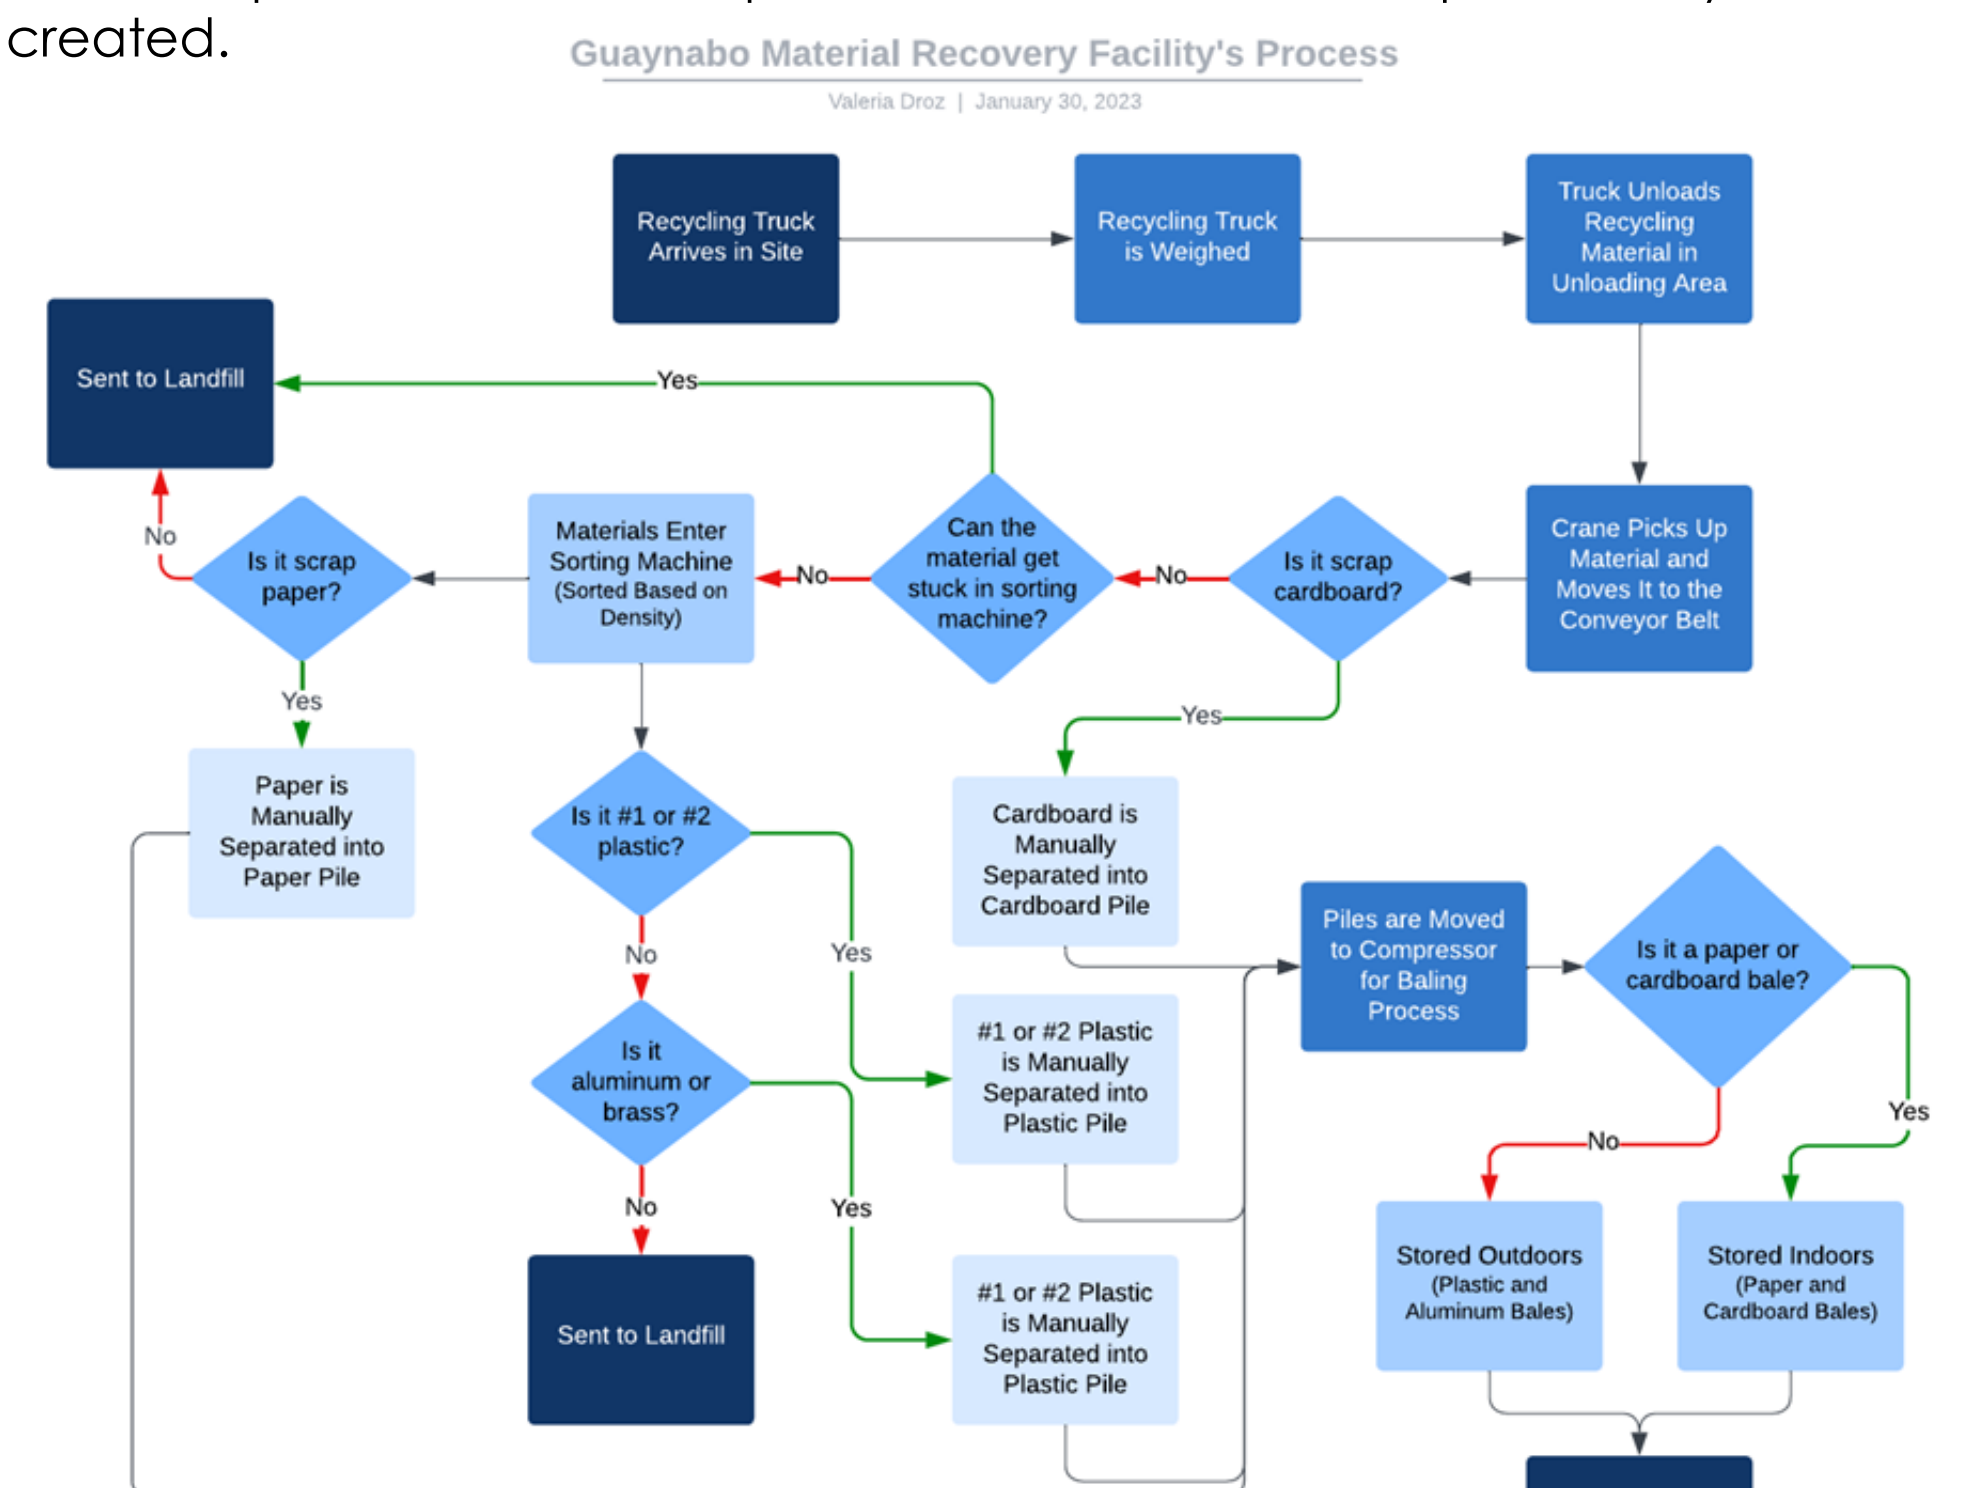 created.
Guaynabo Material Recovery Facility's Process
Valeria Droz | January 30, 2023
Recycling Truck
Arrives in Site
Recycling Truck
is Weighed
Truck Unloads
Recycling
Material in
Unloading Area
Sent to Landfill
Yes
No
Is it scrap
paper?
Materials Enter
Sorting Machine
(Sorted Based on
Density)
No
Can the
material get
stuck in sorting
machine?
No
Is it scrap
cardboard?
Crane Picks Up
Material and
Moves It to the
Conveyor Belt
Yes
Yes
Paper is
Manually
Separated into
Paper Pile
Is it #1 or #2
plastic?
Cardboard is
Manually
Separated into
Cardboard Pile
No
Yes
Piles are Moved
to Compressor
for Baling
Process
Is it a paper or
cardboard bale?
Is it
aluminum or
brass?
#1 or #2 Plastic
is Manually
Separated into
Plastic Pile
No
Yes
No
Yes
Sent to Landfill
#1 or #2 Plastic
is Manually
Separated into
Plastic Pile
Stored Outdoors
(Plastic and
Aluminum Bales)
Stored Indoors
(Paper and
Cardboard Bales)